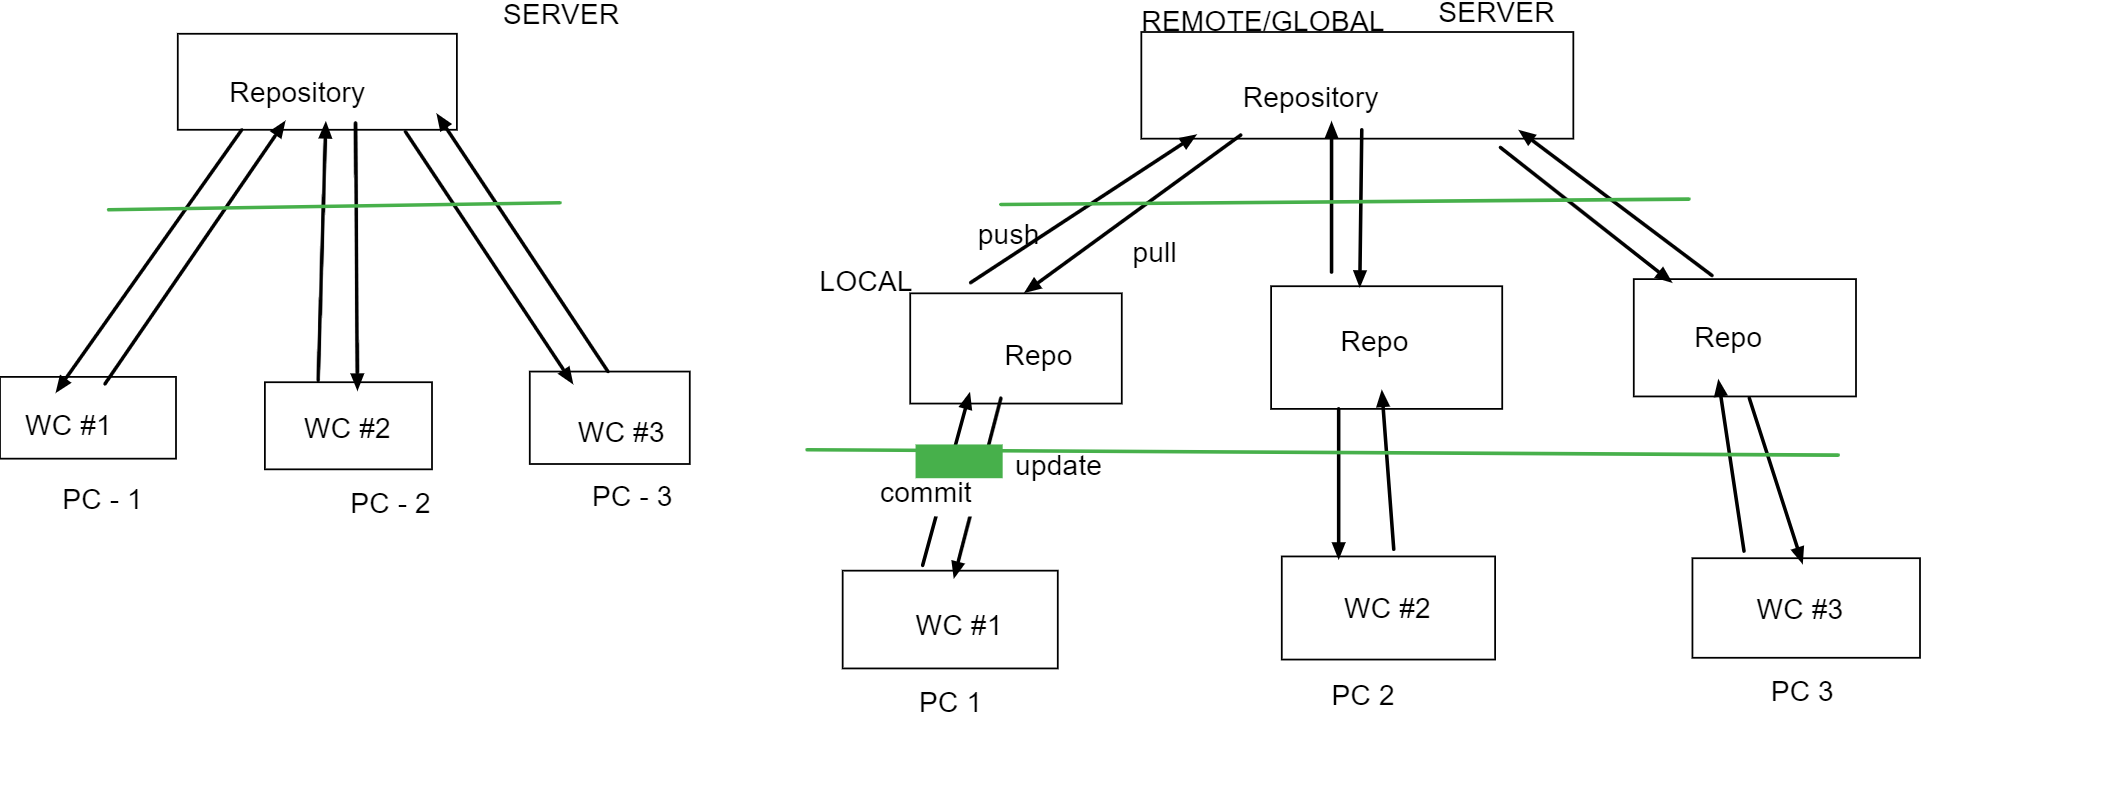 SERVER
Repository
WC #1
WC #2
WC #3
PC - 1
PC - 2
PC - 3
REMOTE/GLOBAL
SERVER
Repository
push
pull
LOCAL
Repo
Repo
Repo
update
commit
WC #1
WC #2
WC #3
PC 1
PC 2
PC 3